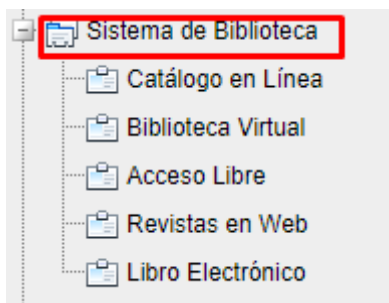 Sistema de Biblioteca
Catálogo en Línea
Biblioteca Virtual
Acceso Libre
Revistas en Web
Libro Electrónico